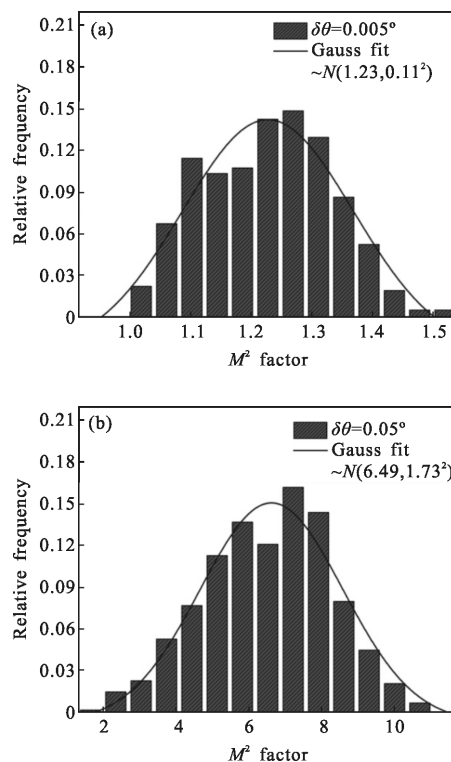 (a)
δθ=0.005°
Gauss fit
~N(1.23,0.11²)
Relative frequency
0.21
0.18
0.15
0.12
0.09
0.06
0.03
0
1.0 1.1 1.2 1.3 1.4 1.5
M² factor
(b)
δθ=0.05°
Gauss fit
~N(6.49,1.73²)
Relative frequency
0.21
0.18
0.15
0.12
0.09
0.06
0.03
0
2 4 6 8 10
M² factor